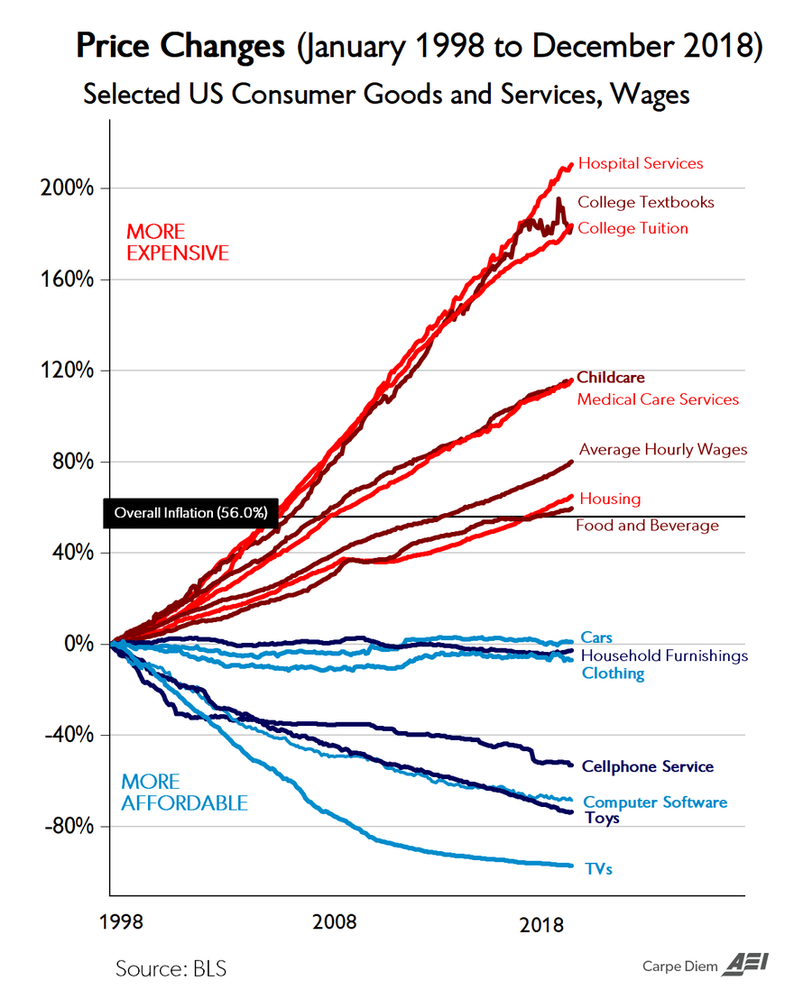 Price Changes (January 1998 to December 2018)
Selected US Consumer Goods and Services, Wages
Hospital Services
200%
College Textbooks
MORE
EXPENSIVE
College Tuition
160%
120%
Childcare
Medical Care Services
80%
Average Hourly Wages
Housing
Overall Inflation (56.0%)
Food and Beverage
40%
Cars
0%
Household Furnishings
Clothing
-40%
Cellphone Service
MORE
AFFORDABLE
Computer Software
Toys
-80%
TVs
1998 2008 2018
Source: BLS
Carpe Diem AEI